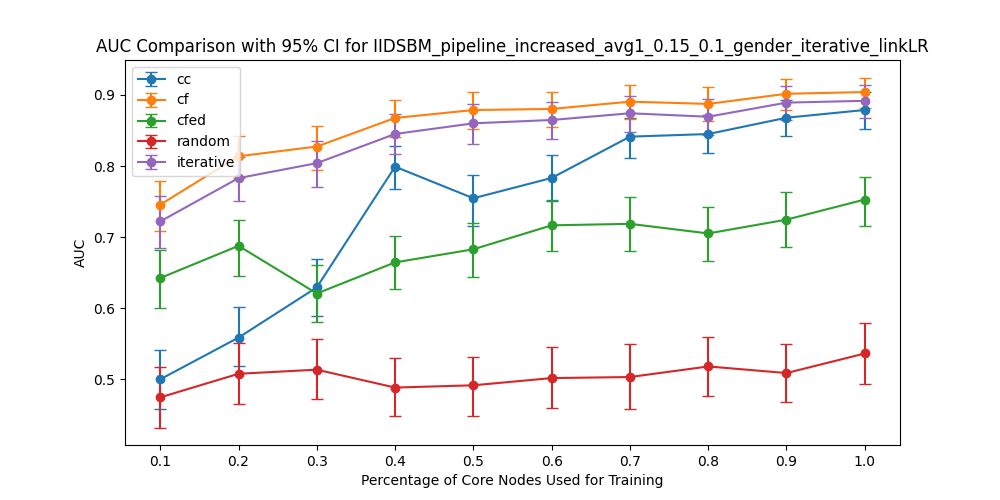 AUC Comparison with 95% CI for IIDSBM_pipeline_increased_avg1_0.15_0.1_gender_iterative_linkLR
cc
cf
cfed
random
iterative
AUC
0.9
0.8
0.7
0.6
0.5
0.1 0.2 0.3 0.4 0.5 0.6 0.7 0.8 0.9 1.0
Percentage of Core Nodes Used for Training